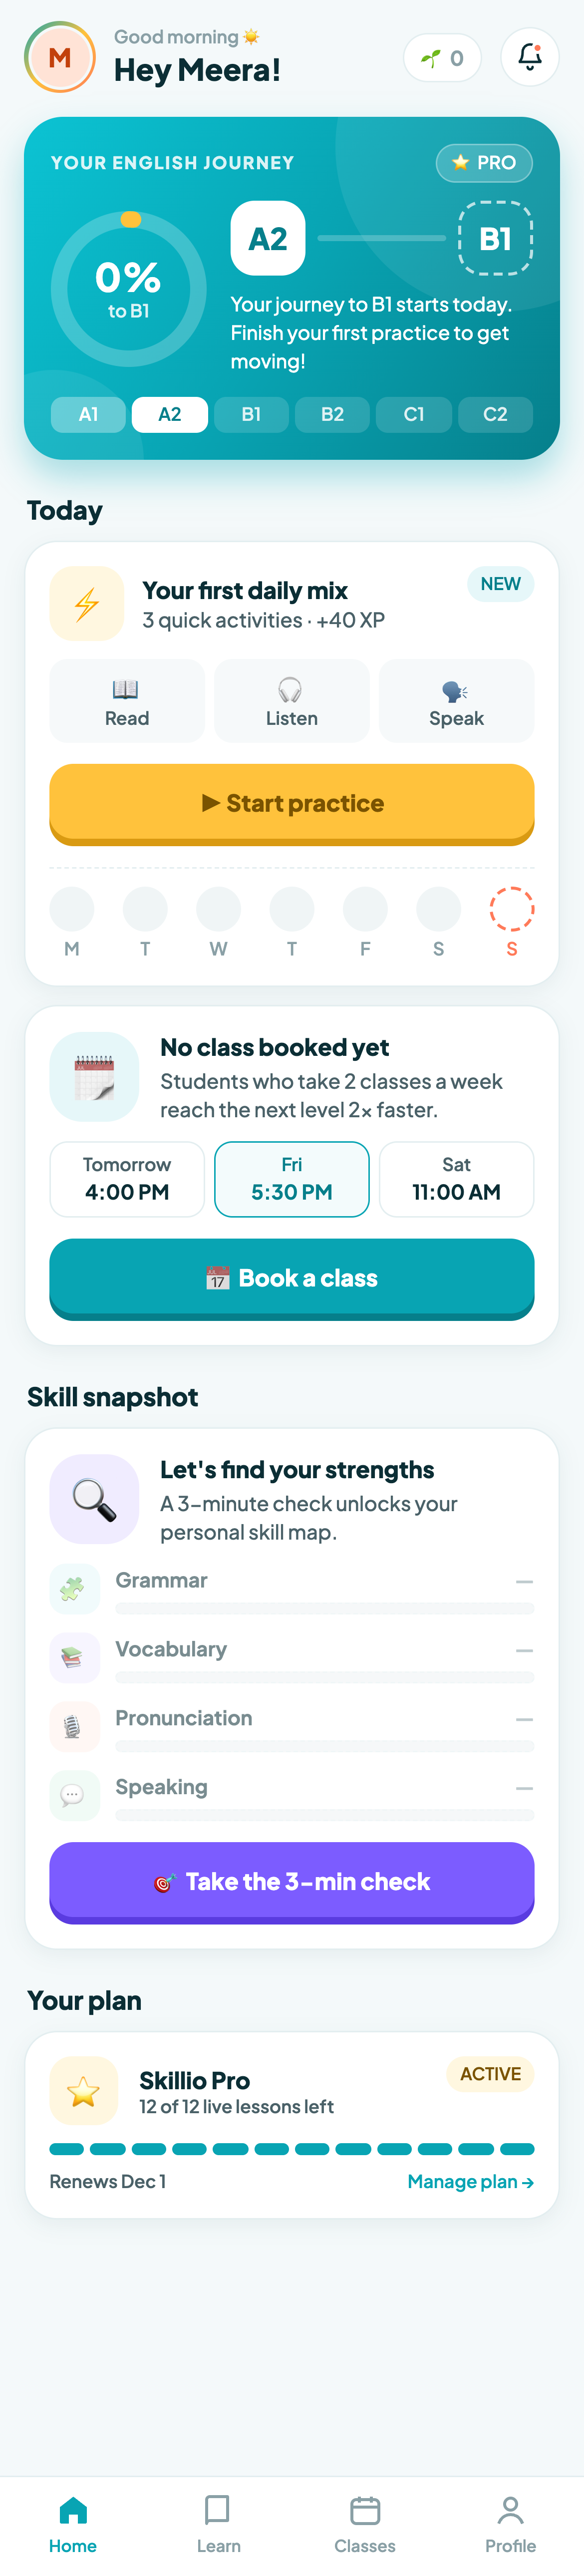 M
Good morning ☀️
Hey Meera!
🌱 0
YOUR ENGLISH JOURNEY
⭐ PRO
0%
to B1
A2
B1
Your journey to B1 starts today.
Finish your first practice to get
moving!
A1 A2 B1 B2 C1 C2
Today
Your first daily mix
NEW
3 quick activities · +40 XP
Read Listen Speak
▶ Start practice
M T W T F S S
No class booked yet
Students who take 2 classes a week
reach the next level 2× faster.
Tomorrow Fri Sat
4:00 PM 5:30 PM 11:00 AM
📅 Book a class
Skill snapshot
Let's find your strengths
A 3–minute check unlocks your
personal skill map.
Grammar —
Vocabulary —
Pronunciation —
Speaking —
🎯 Take the 3–min check
Your plan
Skillio Pro
ACTIVE
12 of 12 live lessons left
Renews Dec 1
Manage plan →
Home Learn Classes Profile